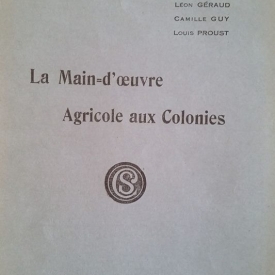 LÉON GÉRAUD
CAMILLE GUY
LOUIS PROUST
La Main-d'œuvre
Agricole aux Colonies